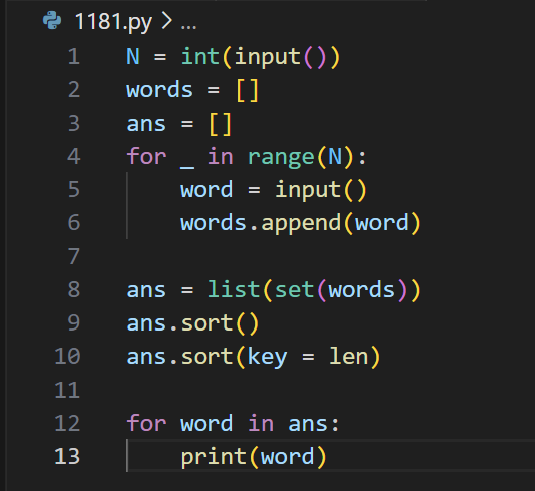 1181.py > ...
1 N = int(input())
2 words = []
3 ans = []
4 for _ in range(N):
5     word = input()
6     words.append(word)
7
8 ans = list(set(words))
9 ans.sort()
10 ans.sort(key = len)
11
12 for word in ans:
13     print(word)